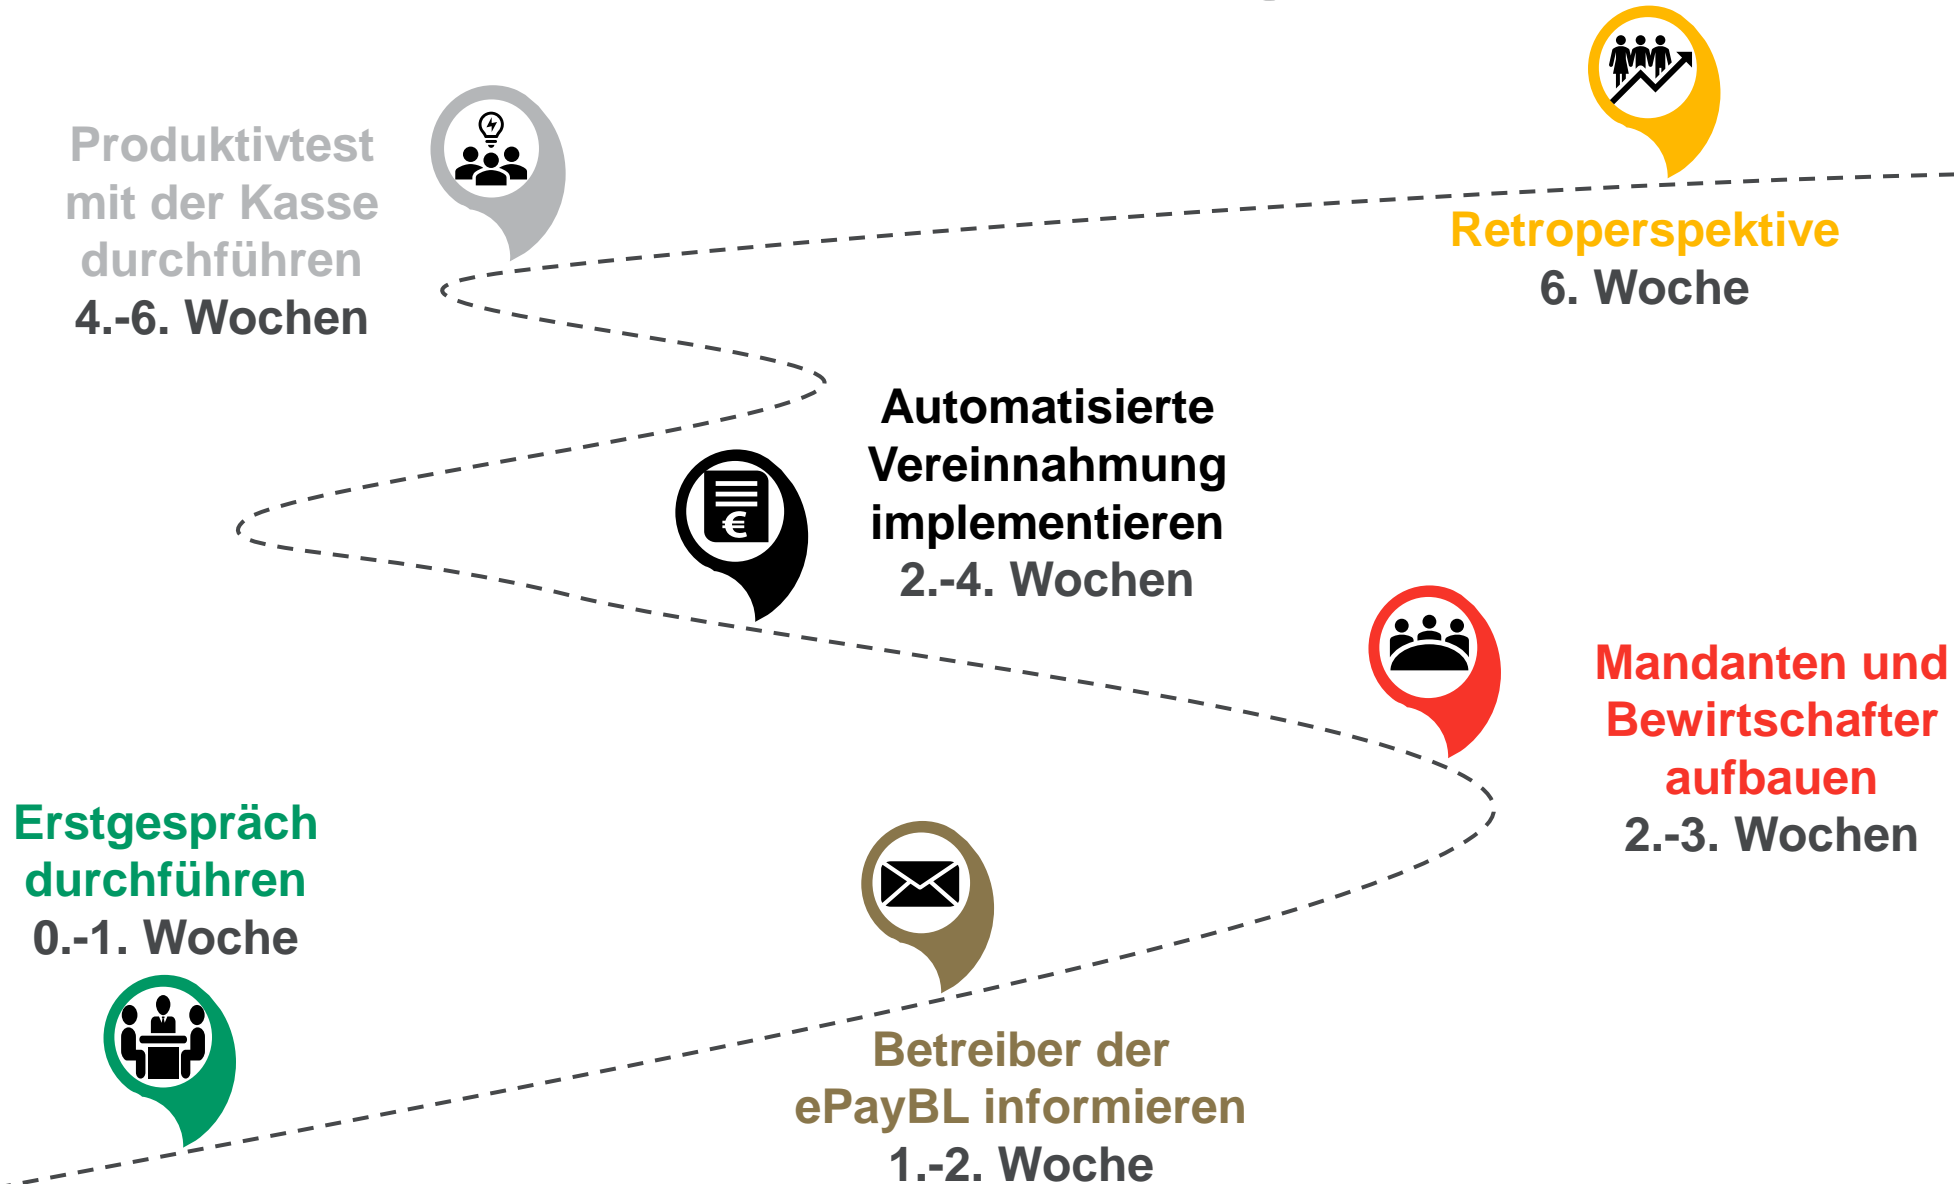 Produktivtest
mit der Kasse
durchführen
4.-6. Wochen
Retroperspektive
6. Woche
Automatisierte
Vereinnahmung
implementieren
2.-4. Wochen
€
Mandanten und
Bewirtschafter
aufbauen
2.-3. Wochen
Erstgespräch
durchführen
0.-1. Woche
Betreiber der
ePayBL informieren
1.-2. Woche